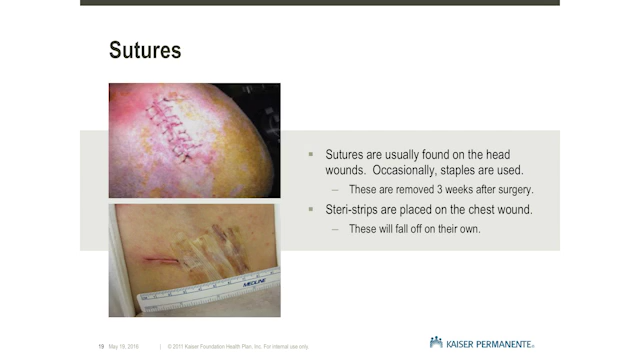 Sutures
▪ Sutures are usually found on the head
wounds. Occasionally, staples are used.
– These are removed 3 weeks after surgery.
▪ Steri-strips are placed on the chest wound.
– These will fall off on their own.
MEDLINE
19 May 19, 2016 | © 2011 Kaiser Foundation Health Plan, Inc. For internal use only.
KAISER PERMANENTE®